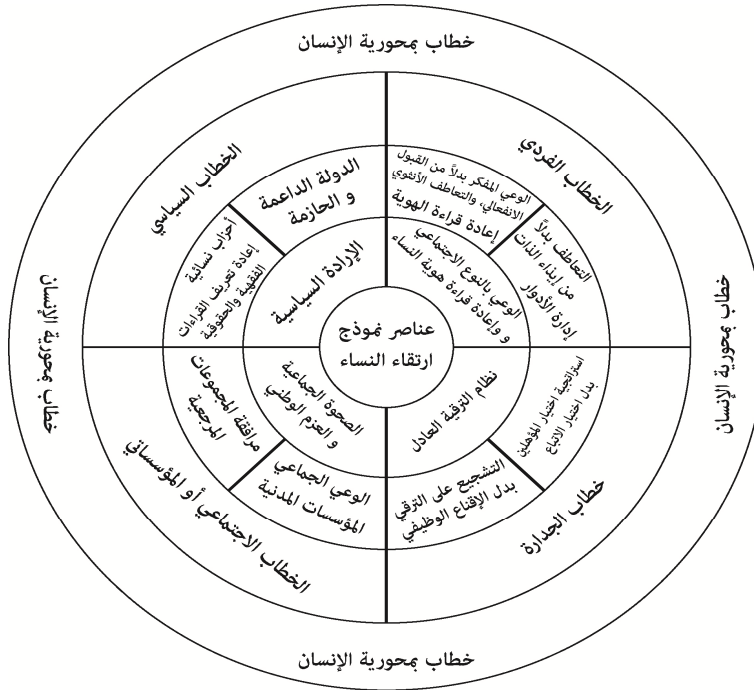 خطاب بمحورية الإنسان
الخطاب الفردي
الوعي المفكر بدلاً من القبول
الانفعالي، والتعاطف الأنثوي
إعادة قراءة الهوية
التعاطف بدلاً
من إيذاء الذات
إدارة الأدوار
الوعي بالنوع الاجتماعي
و وإعادة قراءة هوية النساء
الخطاب السياسي
الدولة الداعمة
و الحازمة
أحزاب نسائية
إعادة تعريف القراءات
الفقهية والحقوقية
الإرادة السياسية
عناصر نموذج
ارتقاء النساء
خطاب بمحورية الإنسان
خطاب بمحورية الإنسان
نظام الترقية العادل
استراتجية اختيار المؤهلين
بدل اختيار الاتباع
التشجيع على الترقي
بدل الإقناع الوظيفي
خطاب الجدارة
الصحوة الجماعية
و العزم الوطني
مرافقة المجموعات
المرجعية
الوعي الجماعي
المؤسسات المدنية
الخطاب الاجتماعي أو المؤسساتي
خطاب بمحورية الإنسان